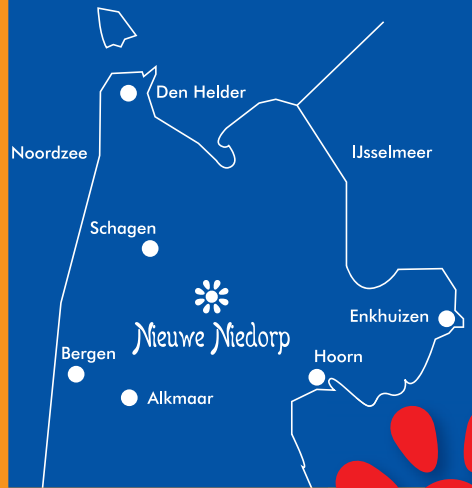 Den Helder
Noordzee
IJsselmeer
Schagen
Enkhuizen
Nieuwe Niedorp
Bergen
Hoorn
Alkmaar